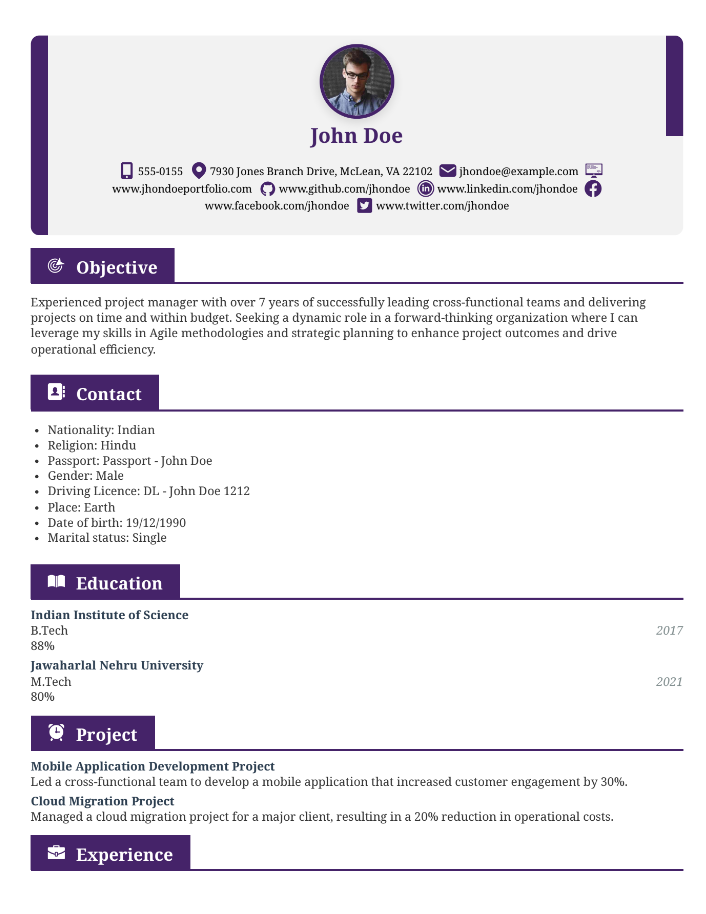 John Doe
555-0155 7930 Jones Branch Drive, McLean, VA 22102 jhondoe@example.com
www.jhondoeportfolio.com www.github.com/jhondoe www.linkedin.com/jhondoe
www.facebook.com/jhondoe www.twitter.com/jhondoe
Objective
Experienced project manager with over 7 years of successfully leading cross-functional teams and delivering
projects on time and within budget. Seeking a dynamic role in a forward-thinking organization where I can
leverage my skills in Agile methodologies and strategic planning to enhance project outcomes and drive
operational efficiency.
Contact
• Nationality: Indian
• Religion: Hindu
• Passport: Passport - John Doe
• Gender: Male
• Driving Licence: DL - John Doe 1212
• Place: Earth
• Date of birth: 19/12/1990
• Marital status: Single
Education
Indian Institute of Science
B.Tech 2017
88%
Jawaharlal Nehru University
M.Tech 2021
80%
Project
Mobile Application Development Project
Led a cross-functional team to develop a mobile application that increased customer engagement by 30%.
Cloud Migration Project
Managed a cloud migration project for a major client, resulting in a 20% reduction in operational costs.
Experience